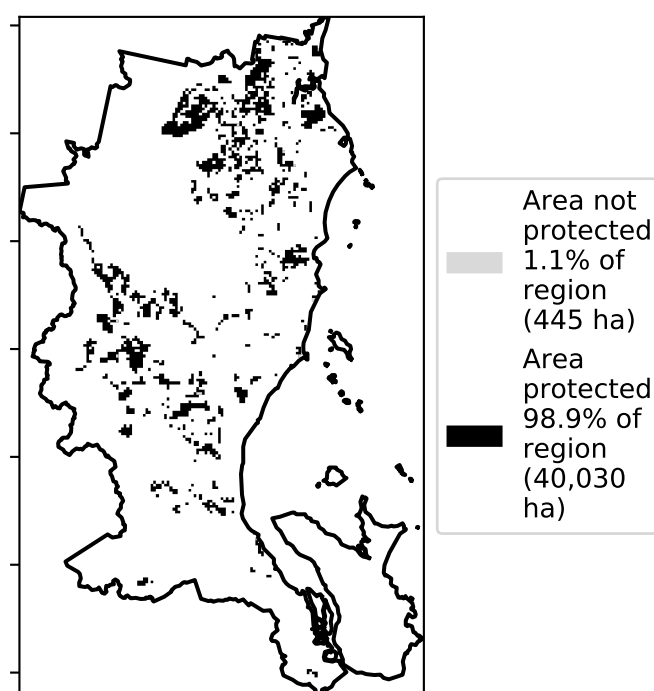 Area not
protected
1.1% of
region
(445 ha)
Area
protected
98.9% of
region
(40,030
ha)